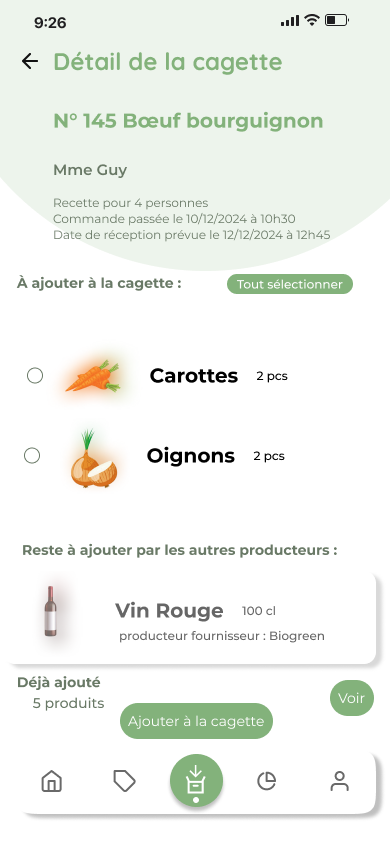 9:26
Détail de la cagette
N° 145 Bœuf bourguignon
Mme Guy
Recette pour 4 personnes
Commande passée le 10/12/2024 à 10h30
Date de réception prévue le 12/12/2024 à 12h45
À ajouter à la cagette :
Tout sélectionner
Carottes 2 pcs
Oignons 2 pcs
Reste à ajouter par les autres producteurs :
Vin Rouge 100 cl
producteur fournisseur : Biogreen
Déjà ajouté
5 produits
Voir
Ajouter à la cagette